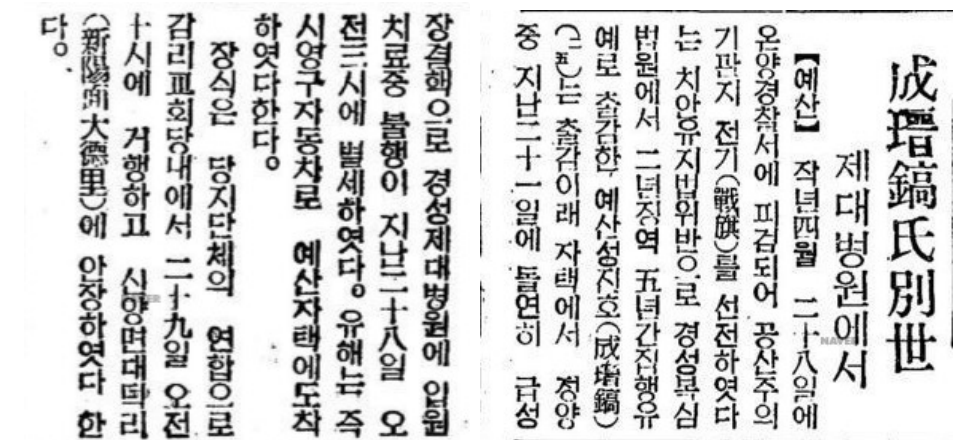 成瑨鎬氏別世
제대병원에서
【예산】 작년四월 二十八일에
온양경찰서에 피검되어 공산주의
기관지 전기(戰旗)를 선전하엿다
는 치안유지법위반으로 경성복심
법원에서 二년징역 五년간집행유
예로 출감한 예산성진호(成瑨鎬)
(二五)는 출감이래 자택에서 정양
중 지난二十一일에 돌연히 급성
장결핵으로 경성제대병원에 입원
치료중 불행이 지난二十八일 오
전三시에 별세하엿다。유해는 즉
시영구자동차로 예산자택에도착
하엿다한다。
장식은 당지단체의 연합으로
감리교회당내에서 二十九일 오전
十시에 거행하고 신양면대덕리
(新陽面大德里)에 안장하엿다 한
다。
NAVER